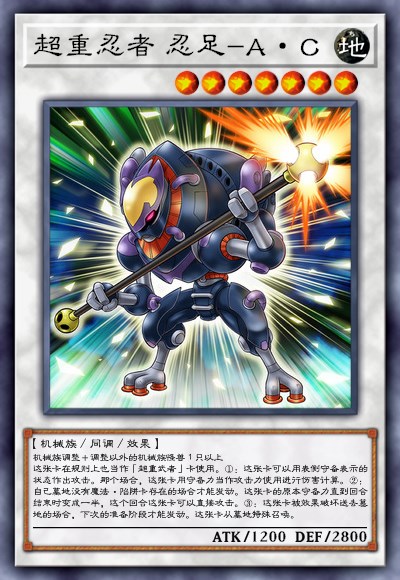 超重忍者 忍足-A・C
地
【机械族／同调／效果】
机械族调整＋调整以外的机械族怪兽1只以上
这张卡在规则上也当作「超重武者」卡使用。①：这张卡可以用表侧守备表示的
状态作出攻击。那个场合，这张卡用守备力当作攻击力使用进行伤害计算。②：
自己墓地没有魔法·陷阱卡存在的场合才能发动。这张卡的原本守备力直到回合
结束时变成一半，这个回合这张卡可以直接攻击。③：这张卡被效果破坏送去墓
地的场合，下次的准备阶段才能发动。这张卡从墓地特殊召唤。
ATK/1200 DEF/2800